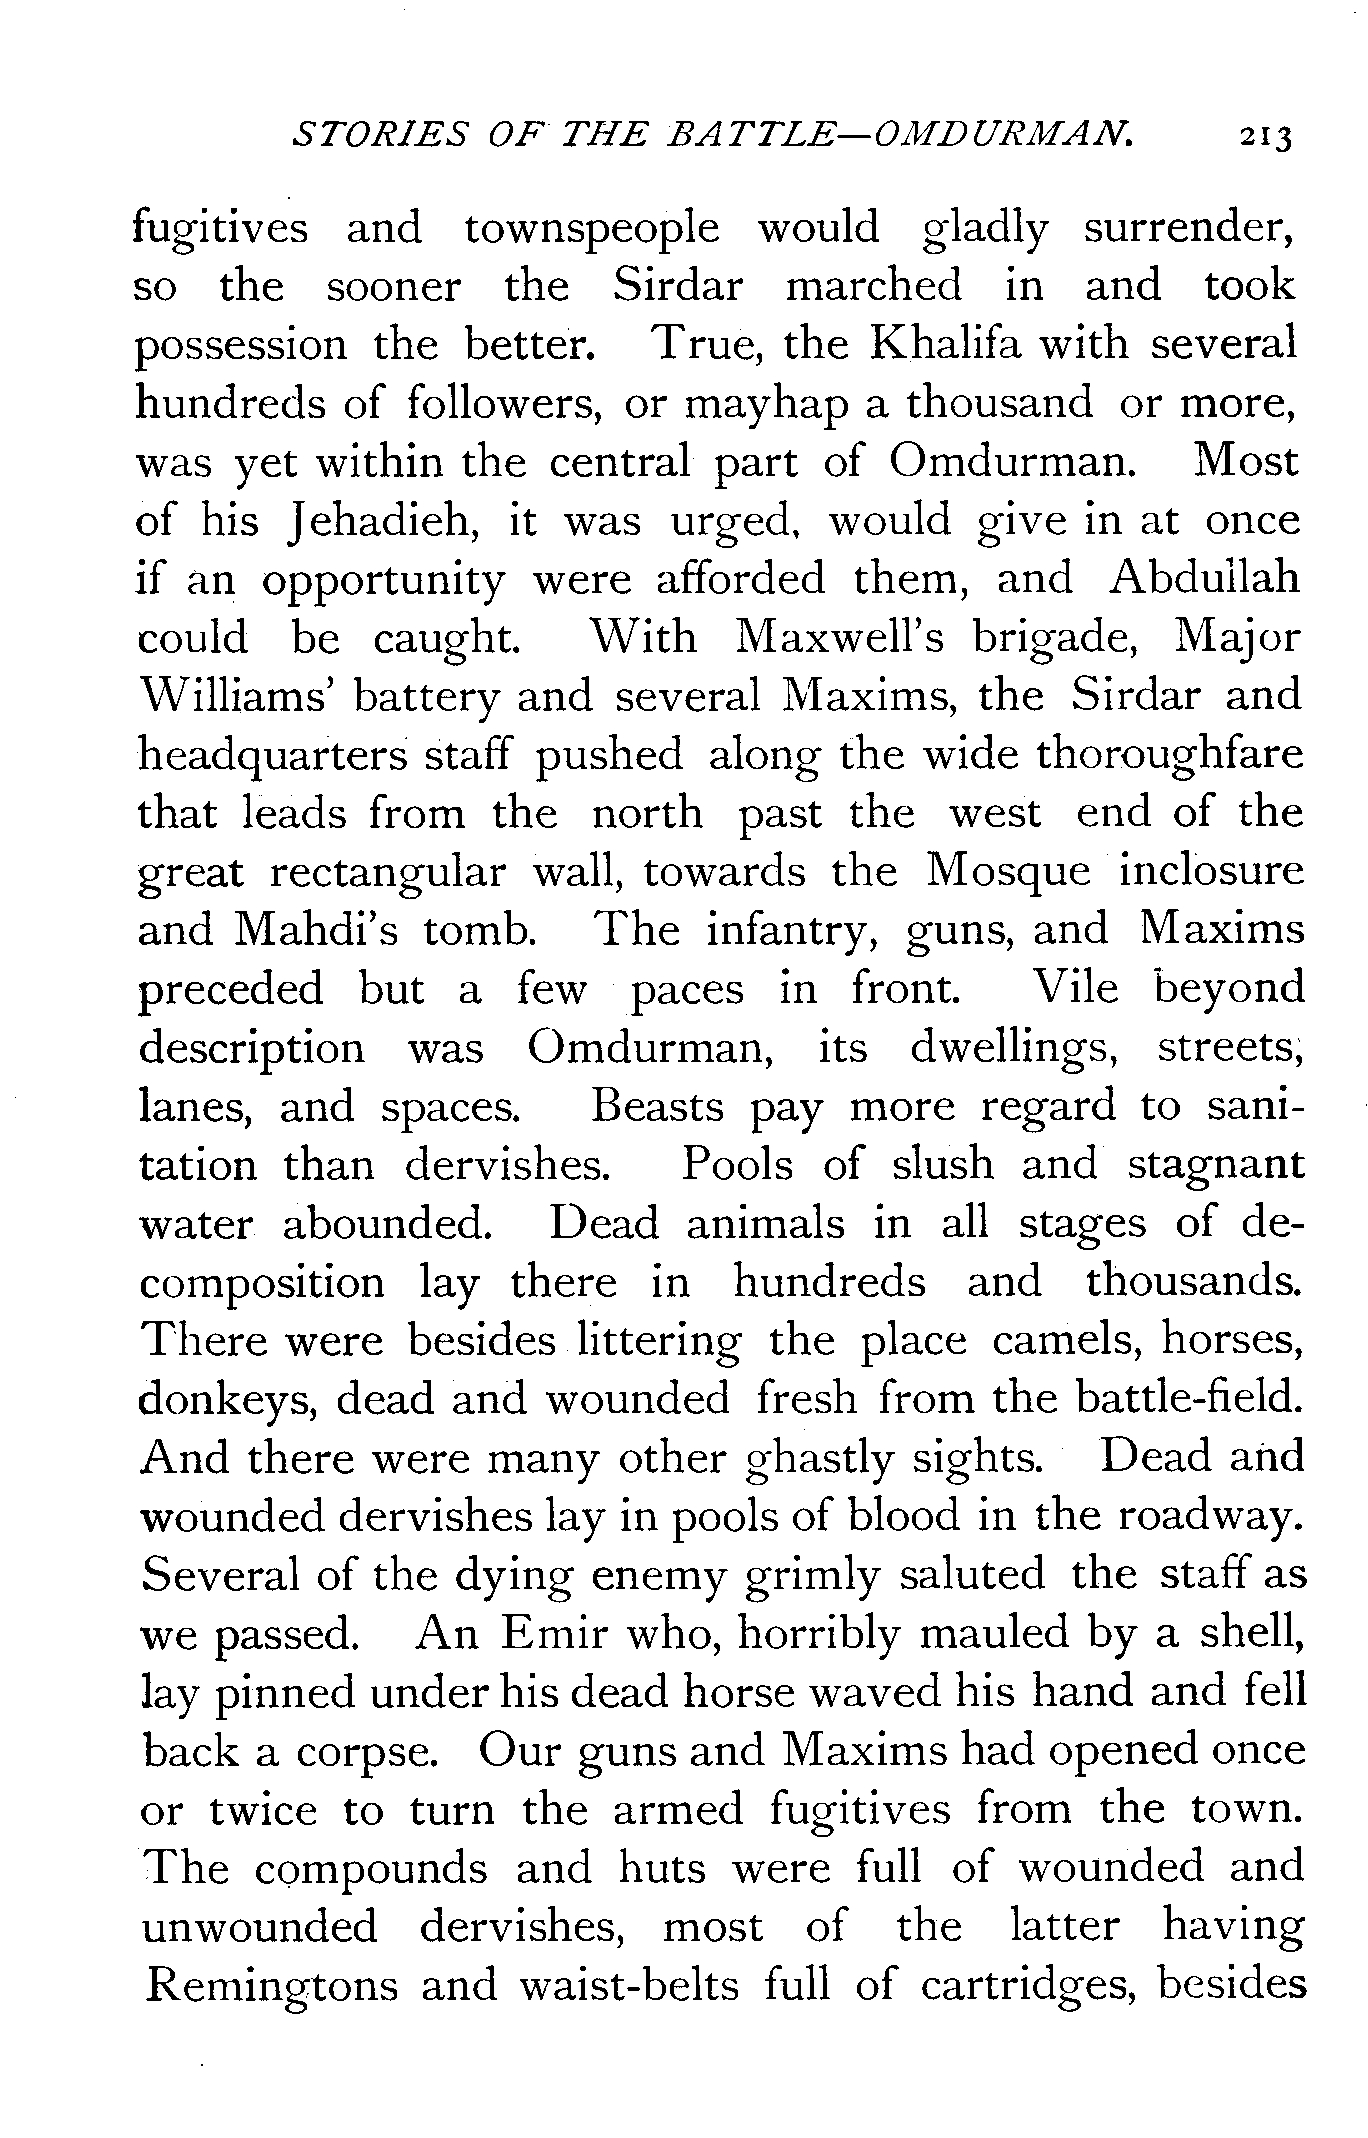 STORIES OF THE BATTLE—OMDURMAN. 213
fugitives and townspeople would gladly surrender,
so the sooner the Sirdar marched in and took
possession the better. True, the Khalifa with several
hundreds of followers, or mayhap a thousand or more,
was yet within the central part of Omdurman. Most
of his Jehadieh, it was urged, would give in at once
if an opportunity were afforded them, and Abdullah
could be caught. With Maxwell's brigade, Major
Williams' battery and several Maxims, the Sirdar and
headquarters staff pushed along the wide thoroughfare
that leads from the north past the west end of the
great rectangular wall, towards the Mosque inclosure
and Mahdi's tomb. The infantry, guns, and Maxims
preceded but a few paces in front. Vile beyond
description was Omdurman, its dwellings, streets,
lanes, and spaces. Beasts pay more regard to sani-
tation than dervishes. Pools of slush and stagnant
water abounded. Dead animals in all stages of de-
composition lay there in hundreds and thousands.
There were besides littering the place camels, horses,
donkeys, dead and wounded fresh from the battle-field.
And there were many other ghastly sights. Dead and
wounded dervishes lay in pools of blood in the roadway.
Several of the dying enemy grimly saluted the staff as
we passed. An Emir who, horribly mauled by a shell,
lay pinned under his dead horse waved his hand and fell
back a corpse. Our guns and Maxims had opened once
or twice to turn the armed fugitives from the town.
The compounds and huts were full of wounded and
unwounded dervishes, most of the latter having
Remingtons and waist-belts full of cartridges, besides